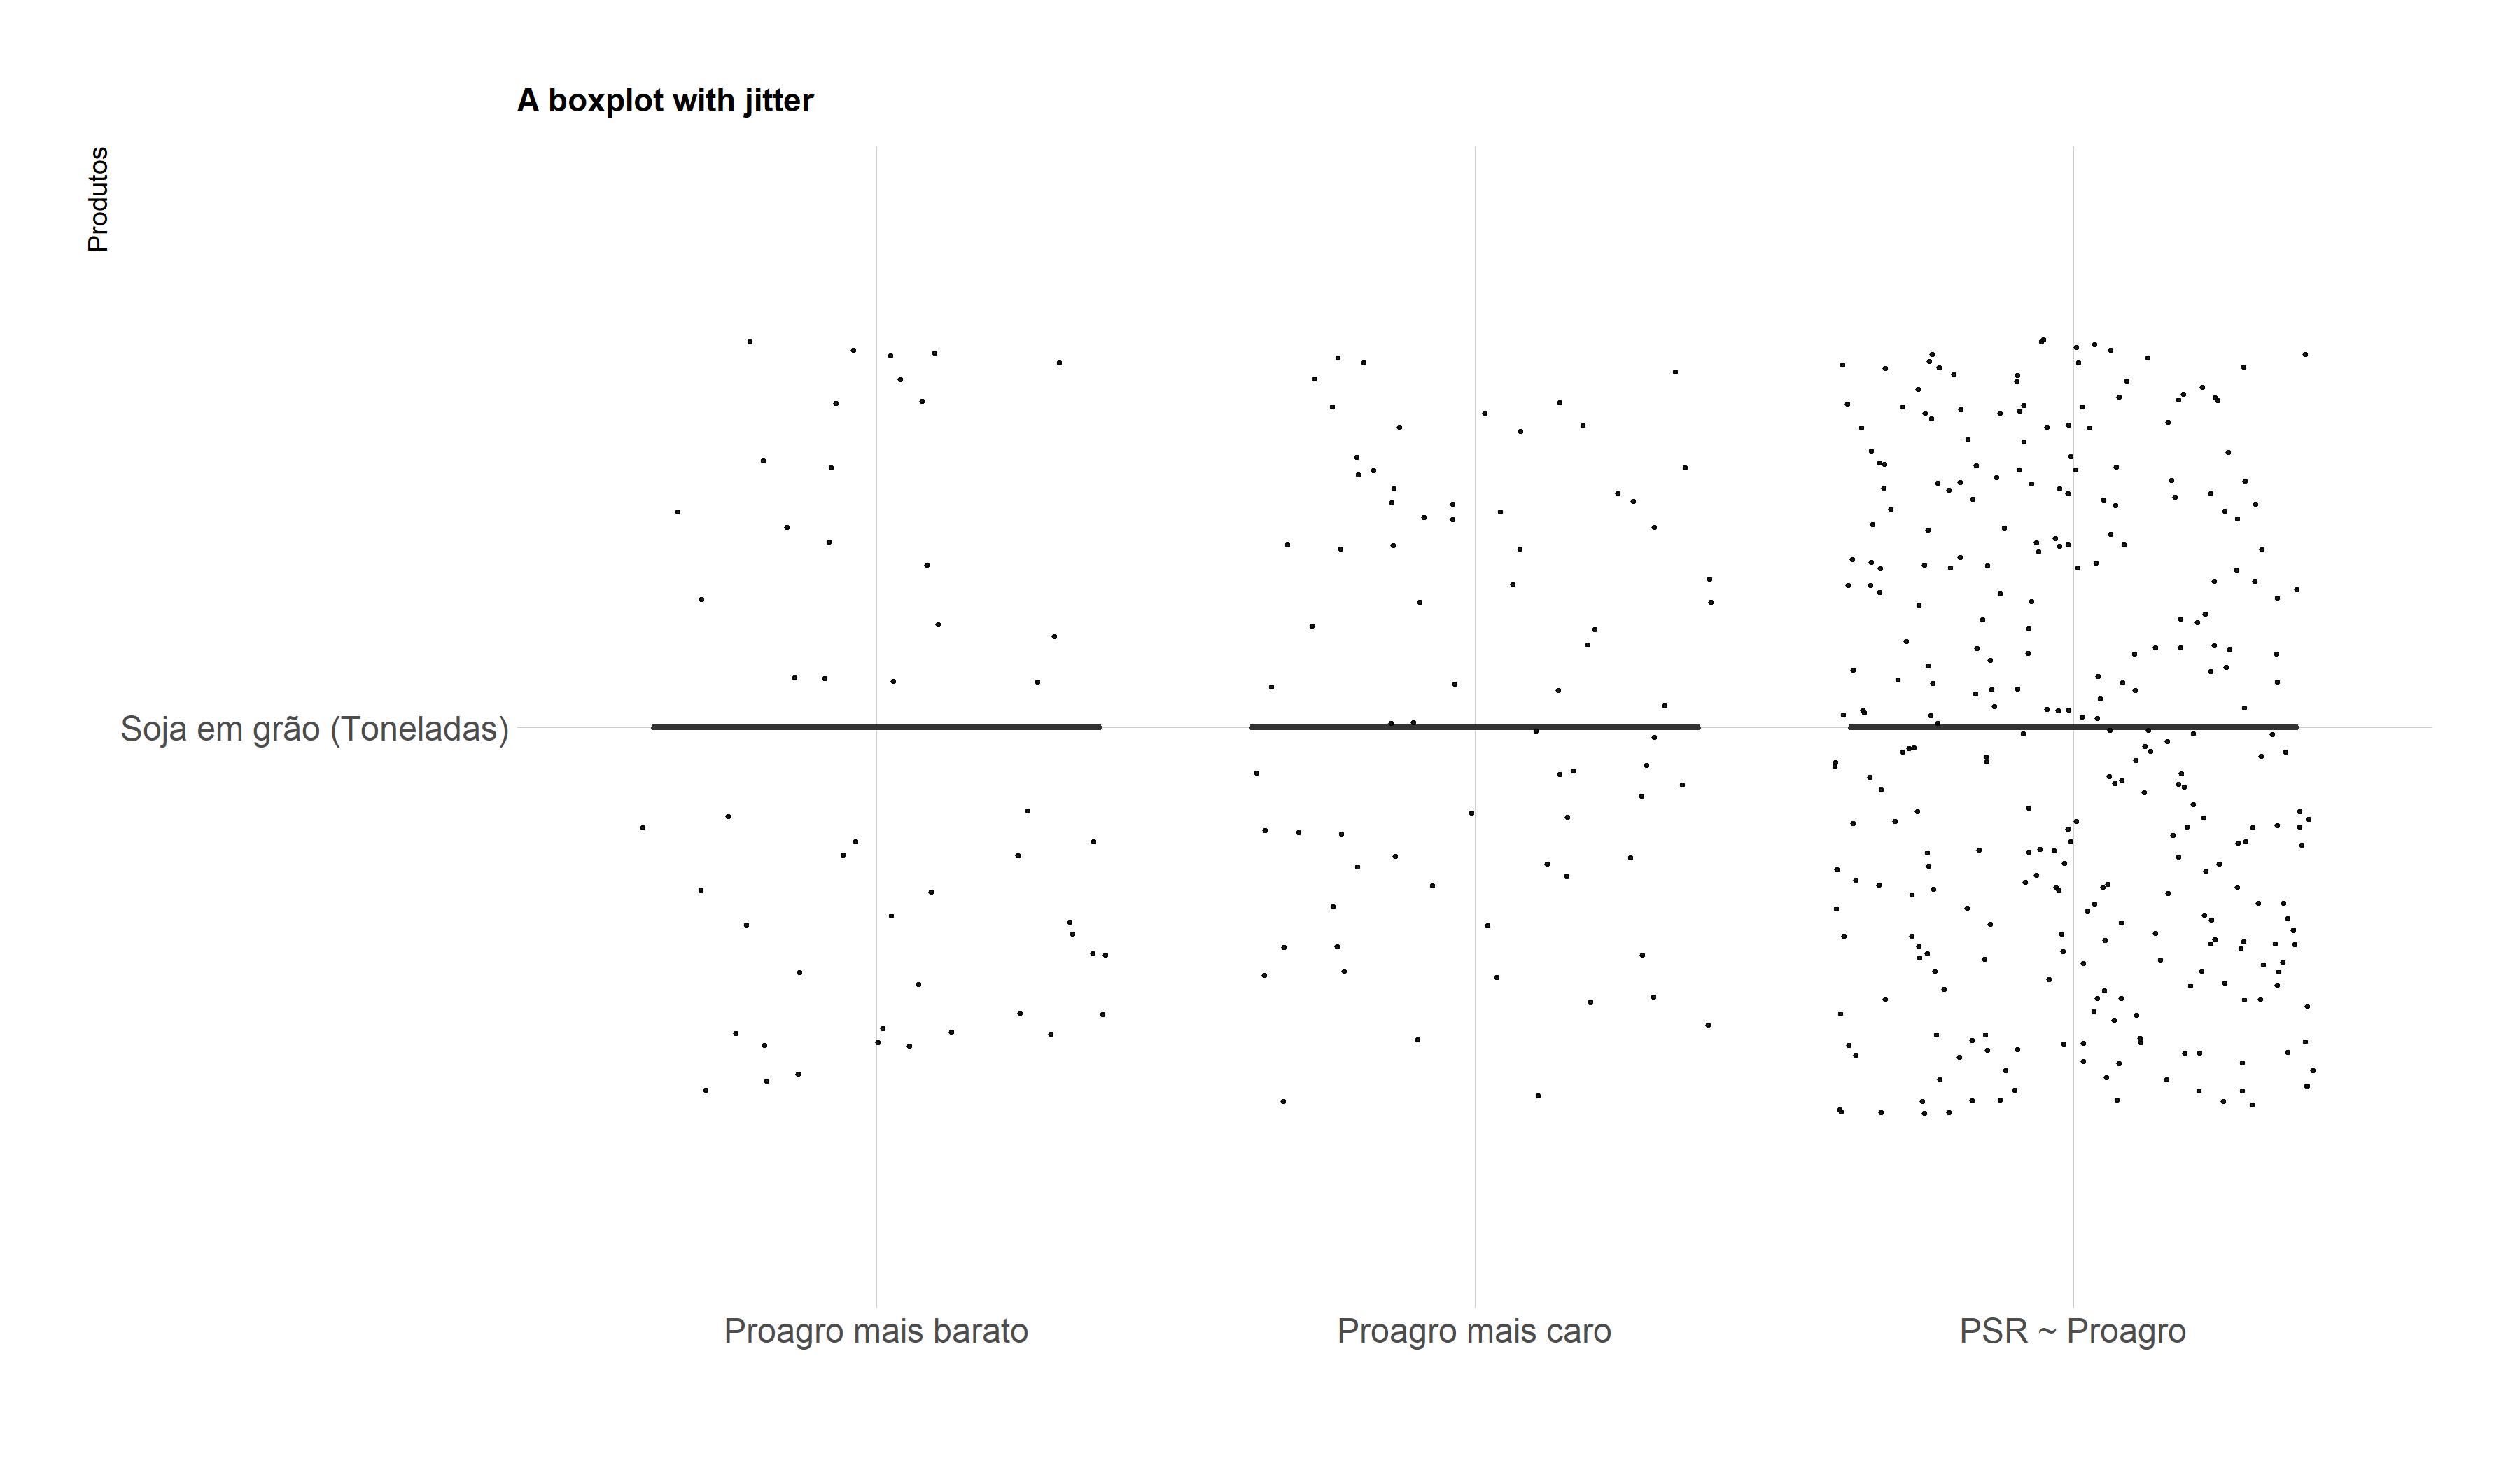 A boxplot with jitter
Produtos
Soja em grão (Toneladas)
Proagro mais barato
Proagro mais caro
PSR ~ Proagro